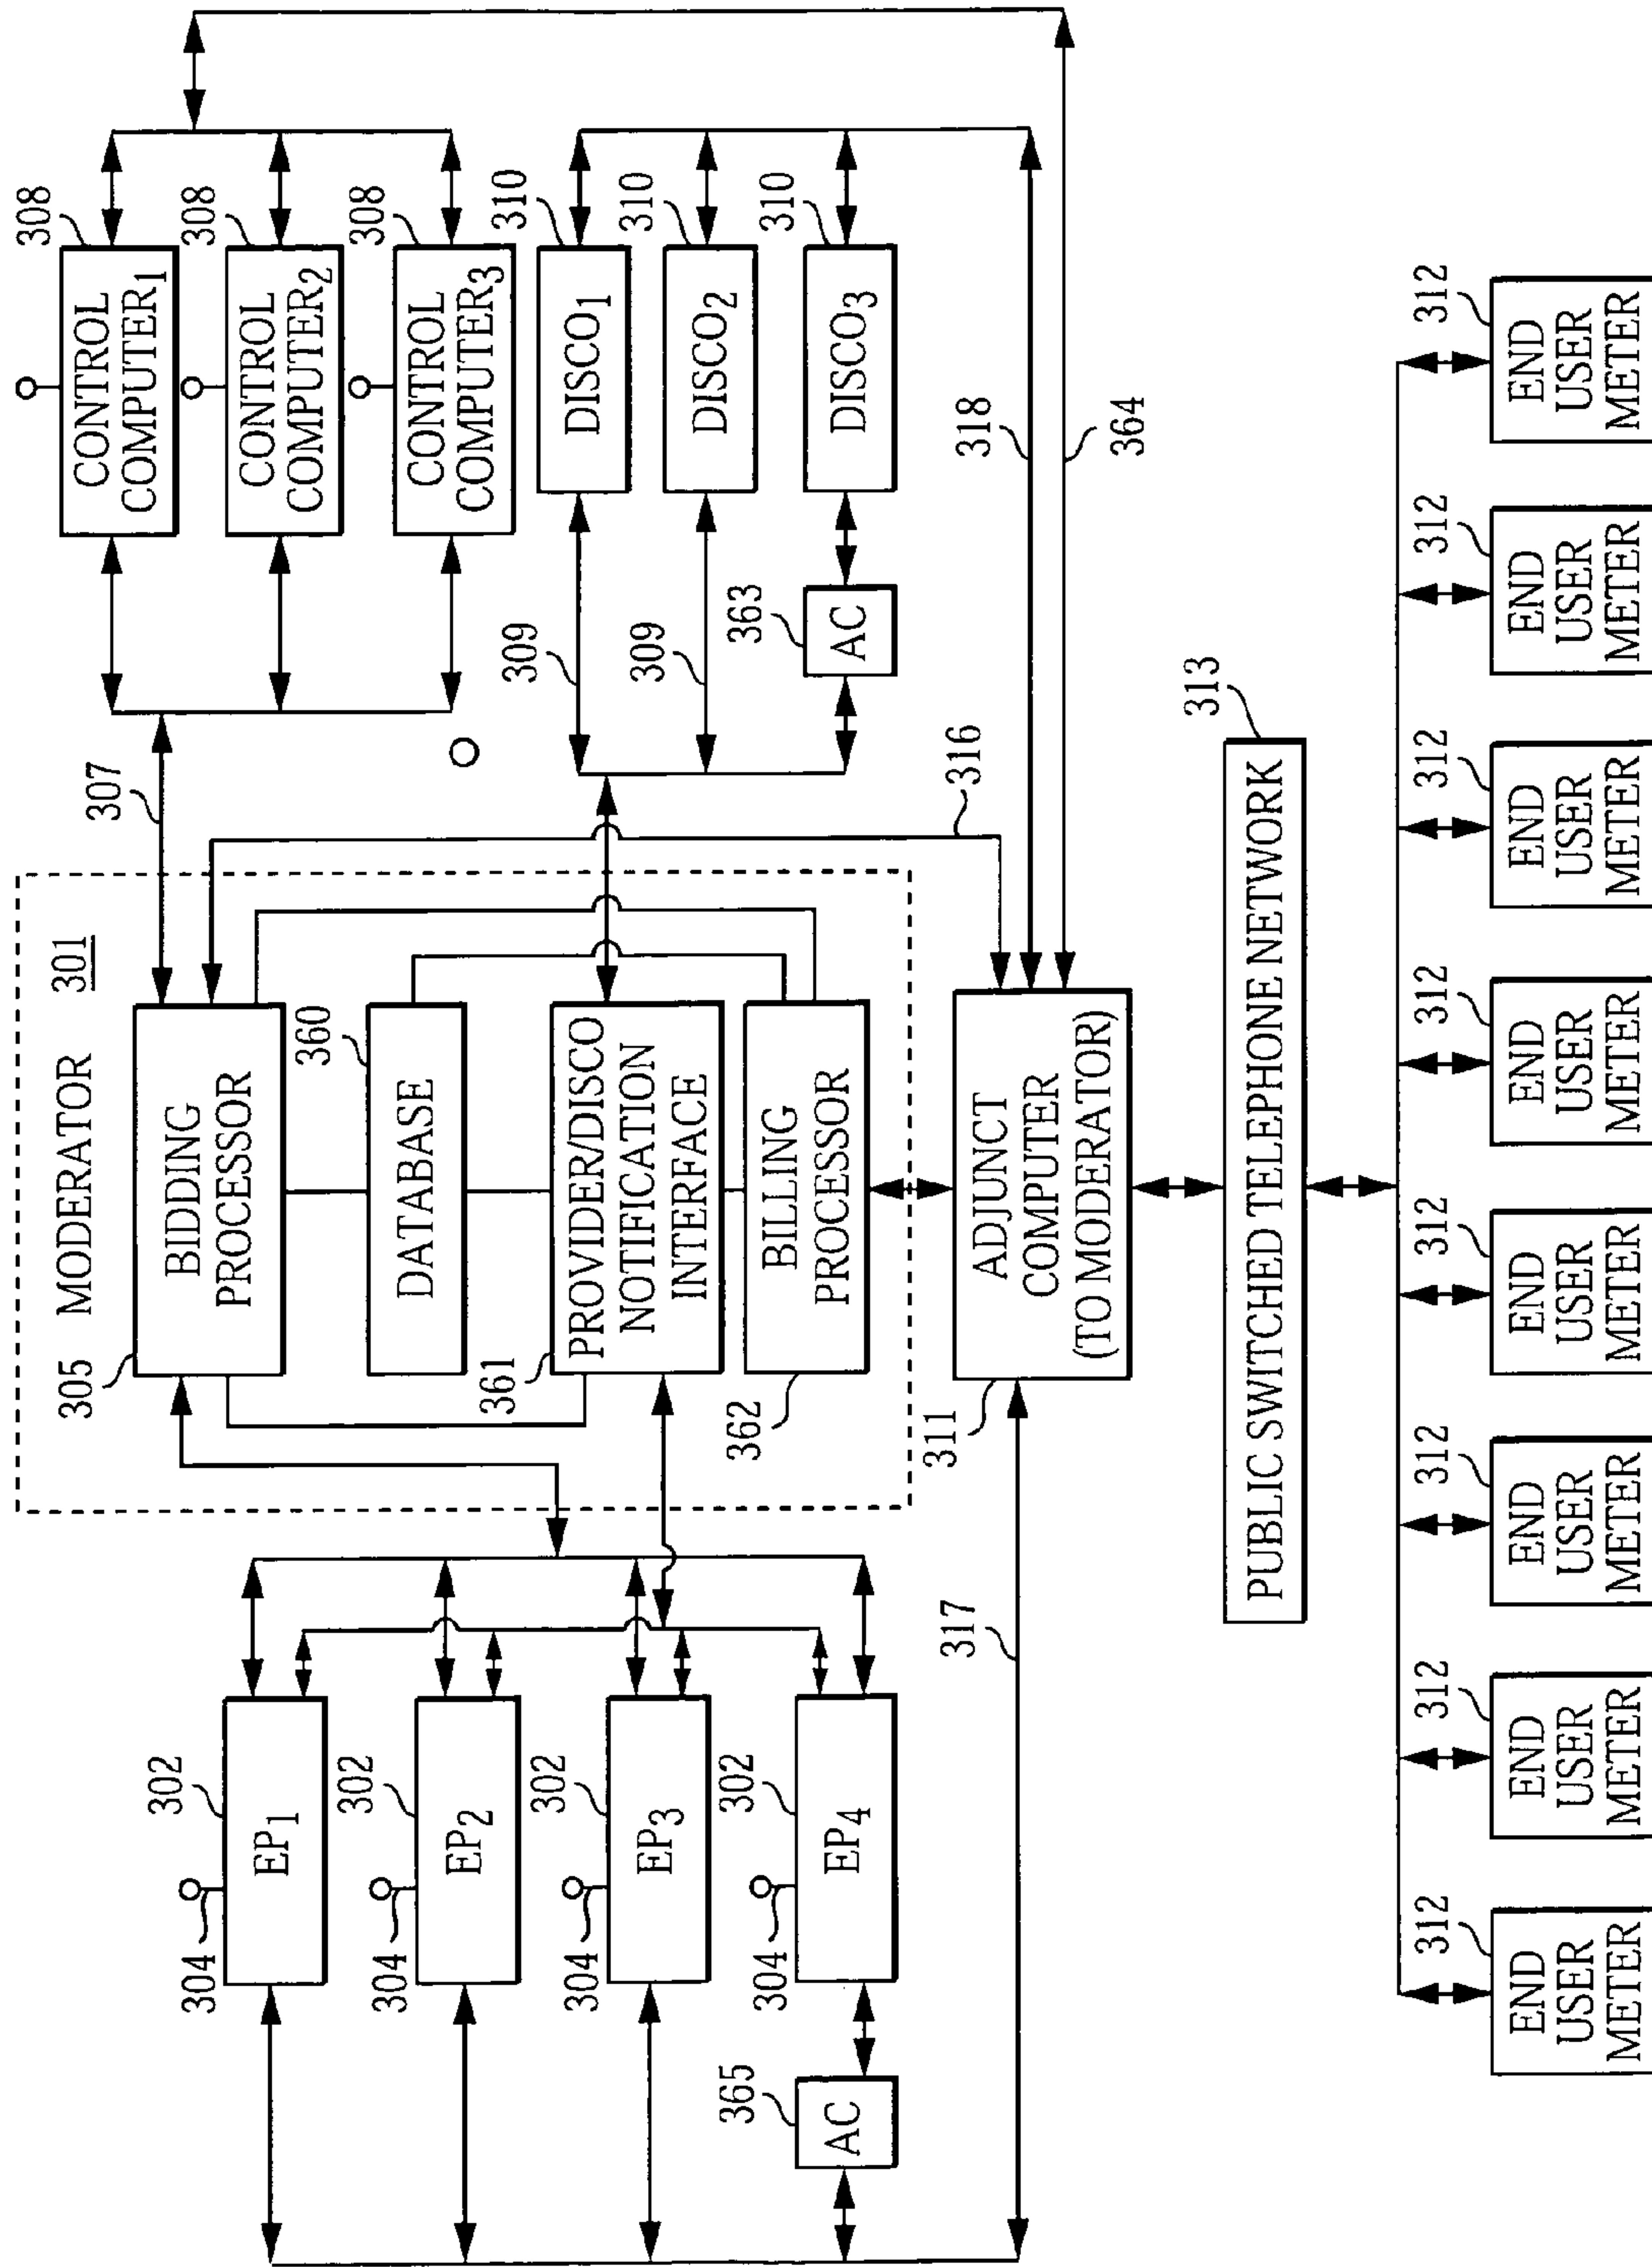 301
MODERATOR
305
BIDDING
PROCESSOR
360
DATABASE
361
PROVIDER/DISCO
NOTIFICATION
INTERFACE
362
BILLING
PROCESSOR
302
EP1
304
302
EP2
304
302
EP3
304
302
EP4
304
365
AC
307
308
CONTROL
COMPUTER1
308
CONTROL
COMPUTER2
308
CONTROL
COMPUTER3
310
DISCO1
309
310
DISCO2
309
310
DISCO3
363
AC
316
318
364
317
311
ADJUNCT
COMPUTER
(TO MODERATOR)
313
PUBLIC SWITCHED TELEPHONE NETWORK
312
END
USER
METER
312
END
USER
METER
312
END
USER
METER
312
END
USER
METER
312
END
USER
METER
312
END
USER
METER
312
END
USER
METER
312
END
USER
METER